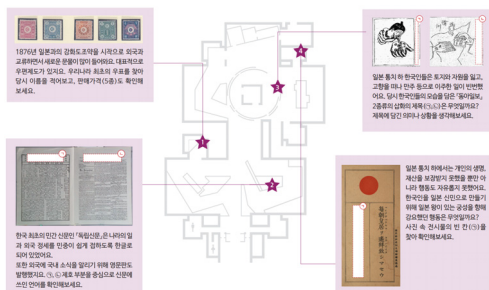 1876년 일본과의 강화도조약을 시작으로 외국과
교류하면서 새로운 문물이 많이 들어와요. 대표적으로
우편제도가 있지요. 우리나라 최초의 우표를 찾아
당시 이름을 적어보고, 판매가격(5종)도 확인해
보세요.
1
2
3
4
한국 최초의 민간 신문인 「독립신문」은 나라의 일
과 외국 정세를 민중이 쉽게 접하도록 한글로
되어 있었어요.
또한 외국에 국내 소식을 알리기 위해 영문판도
발행했지요. ㉠, ㉡ 제호 부분을 중심으로 신문에
쓰인 언어를 확인해보세요.
일본 통치 하 한국인들은 토지와 자원을 잃고,
고향을 떠나 만주 등으로 이주한 일이 빈번했
어요. 당시 한국인들의 모습을 담은 「동아일보」
2종류의 삽화의 제목(㉠,㉡)은 무엇일까요?
제목에 담긴 의미나 상황을 생각해보세요.
일본 통치 하에서는 개인의 생명,
재산을 보장받지 못했을 뿐만 아
니라 행동도 자유롭지 못했어요.
한국인을 일본 신민으로 만들기
위해 일본 왕이 있는 궁성을 향해
강요했던 행동은 무엇일까요?
사진 속 전시물의 빈 칸(㉠)을
찾아 확인해보세요.